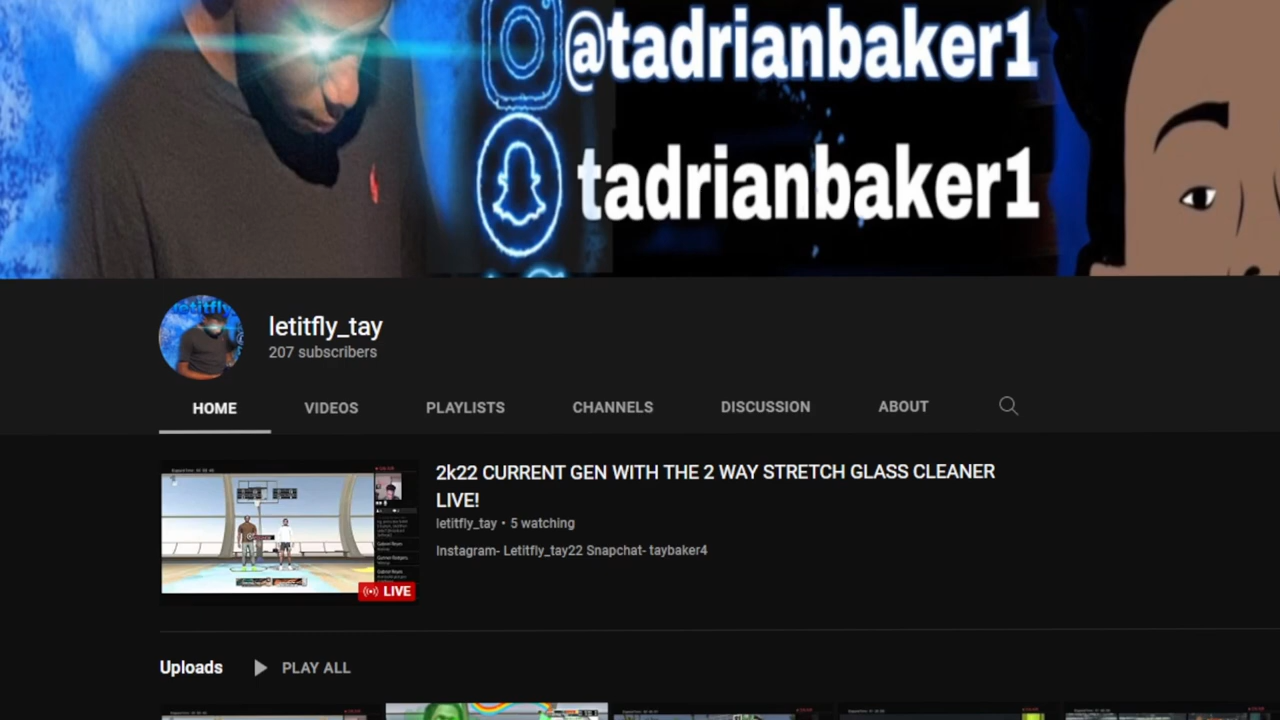 @tadrianbaker1
tadrianbaker1
letitfly
letitfly_tay
207 subscribers
HOME
VIDEOS
PLAYLISTS
CHANNELS
DISCUSSION
ABOUT
2k22 CURRENT GEN WITH THE 2 WAY STRETCH GLASS CLEANER
LIVE!
letitfly_tay • 5 watching
Instagram- Letitfly_tay22 Snapchat- taybaker4
LIVE
Uploads
PLAY ALL